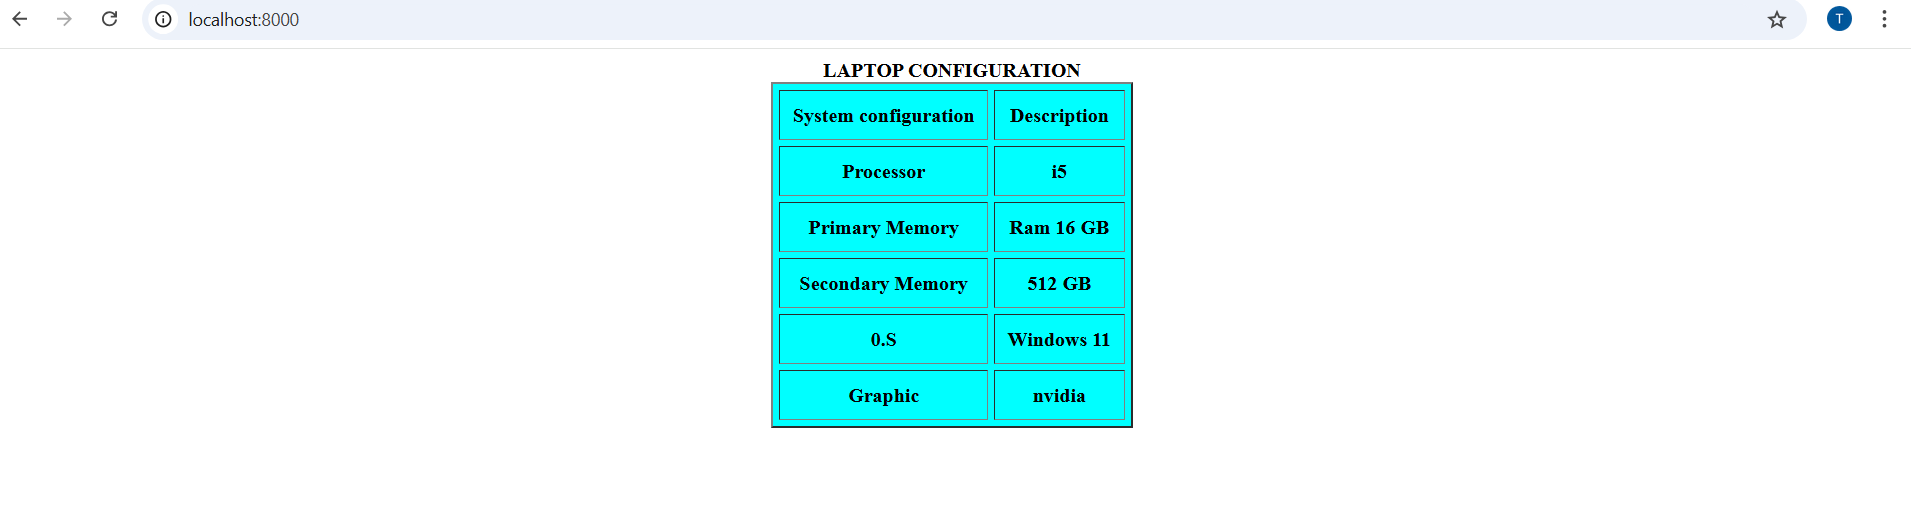 localhost:8000
T
LAPTOP CONFIGURATION
System configuration Description
Processor i5
Primary Memory Ram 16 GB
Secondary Memory 512 GB
0.S Windows 11
Graphic nvidia